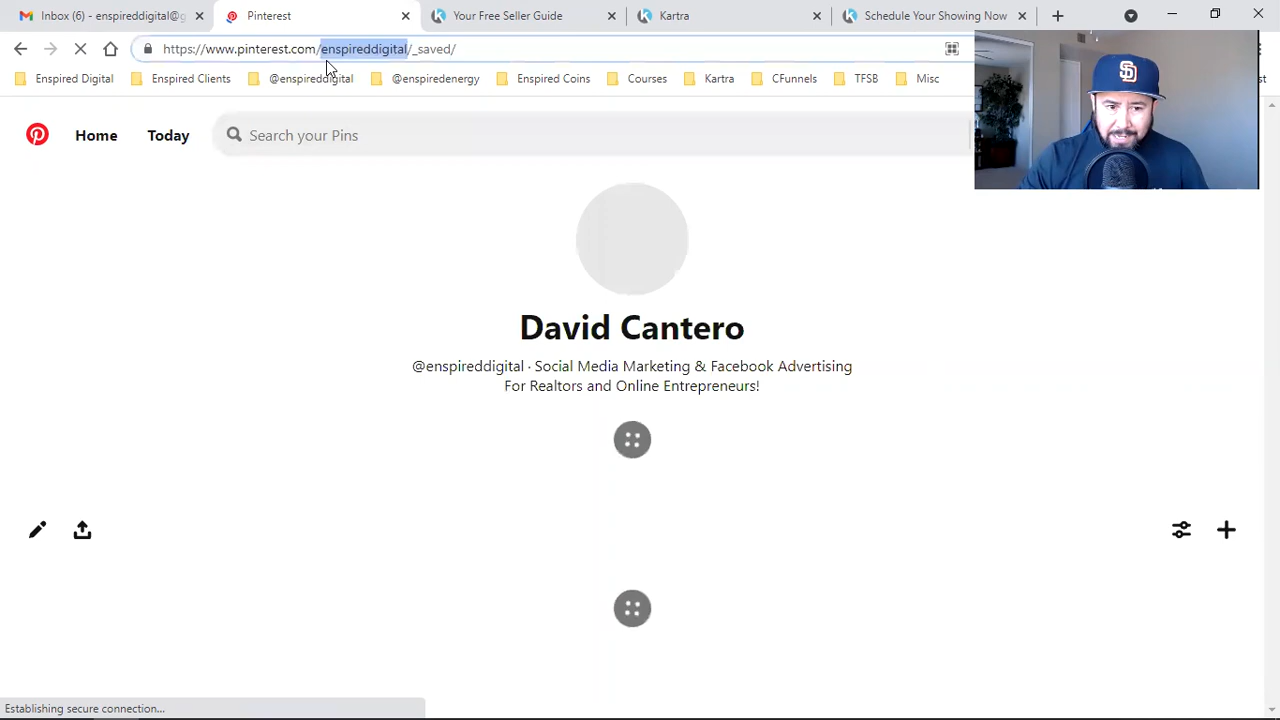 Inbox (6) - enspireddigital@g
Pinterest
Your Free Seller Guide
Kartra
Schedule Your Showing Now
https://www.pinterest.com/enspireddigital/_saved/
Enspired Digital
Enspired Clients
@enspireddigital
@enspiredenergy
Enspired Coins
Courses
Kartra
CFunnels
TFSB
Misc
Home
Today
Search your Pins
SD
David Cantero
@enspireddigital · Social Media Marketing & Facebook Advertising
For Realtors and Online Entrepreneurs!
Establishing secure connection...